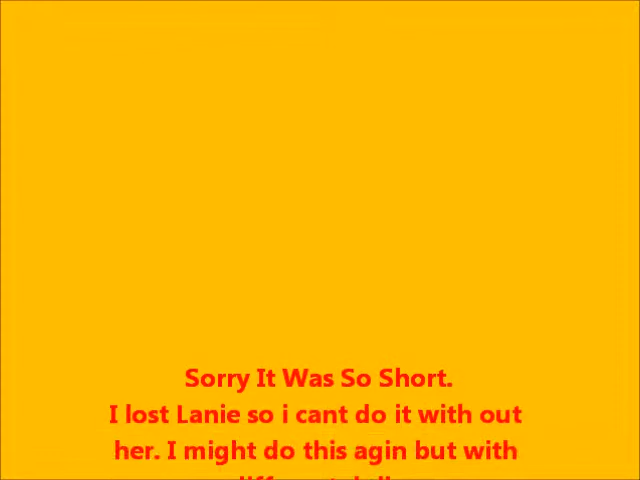 Sorry It Was So Short.
I lost Lanie so i cant do it with out
her. I might do this agin but with